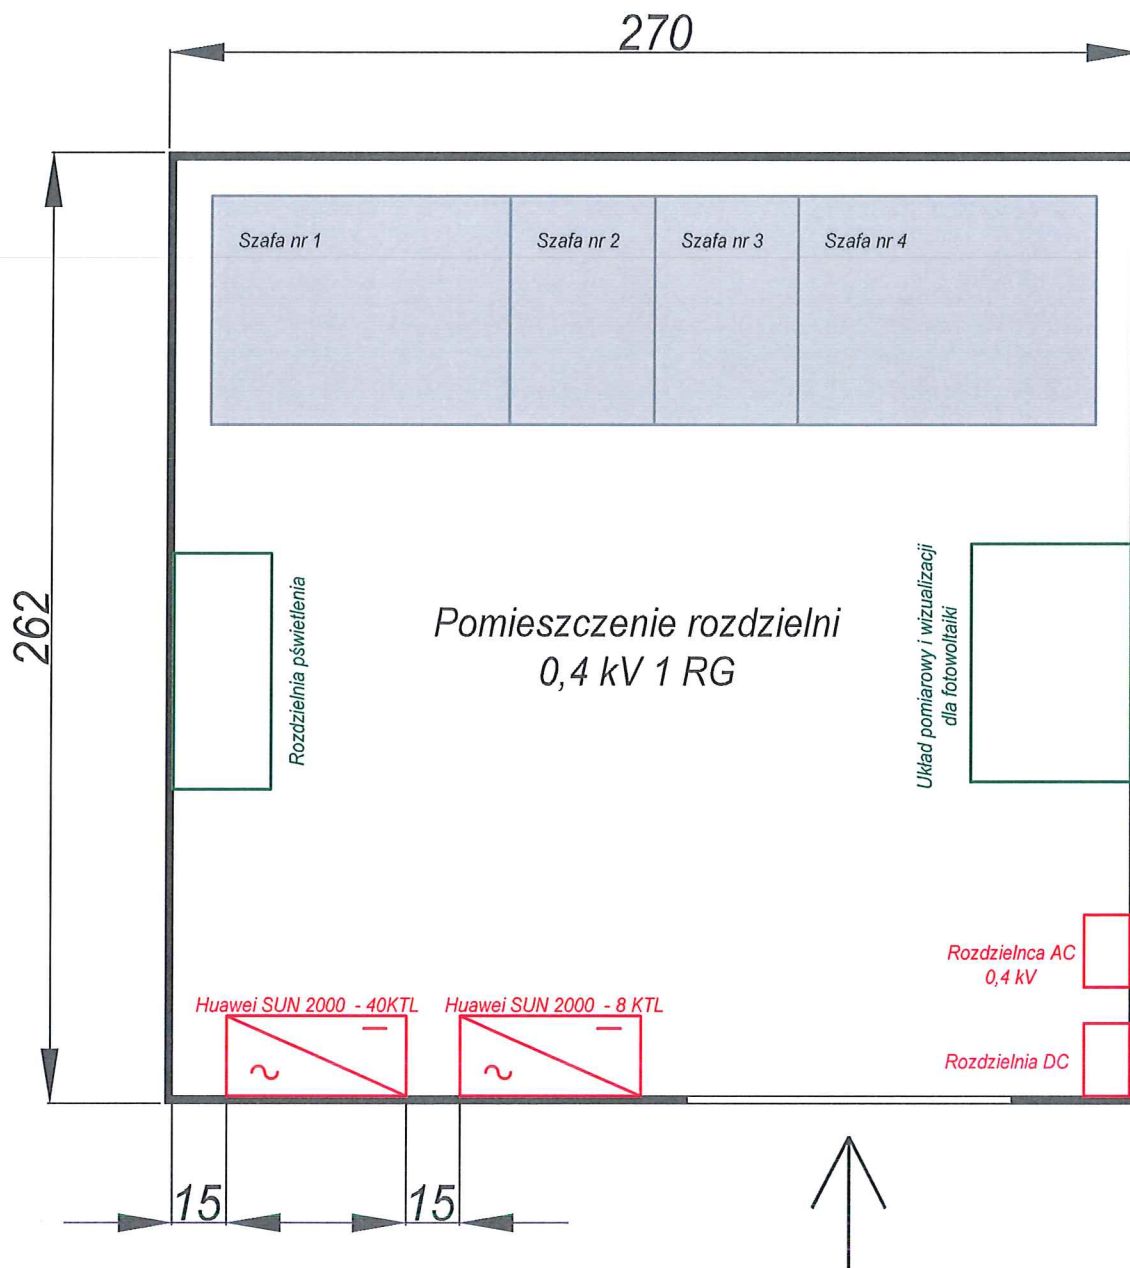 270
Szafa nr 1
Szafa nr 2
Szafa nr 3
Szafa nr 4
262
Rozdzielnia pświetlenia
Pomieszczenie rozdzielni
0,4 kV 1 RG
Układ pomiarowy i wizualizacji
dla fotowoltaiki
Rozdzielnca AC
0,4 kV
Huawei SUN 2000 - 40KTL
Huawei SUN 2000 - 8 KTL
Rozdzielnia DC
15
15